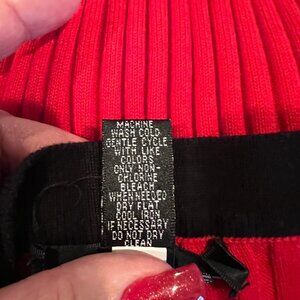 MACHINE
WASH COLD
GENTLE CYCLE
WITH LIKE
COLORS
ONLY NON-
CHLORINE
BLEACH
WHEN NEEDED
DRY FLAT
COOL IRON
IF NECESSARY
DO NOT DRY
CLEAN